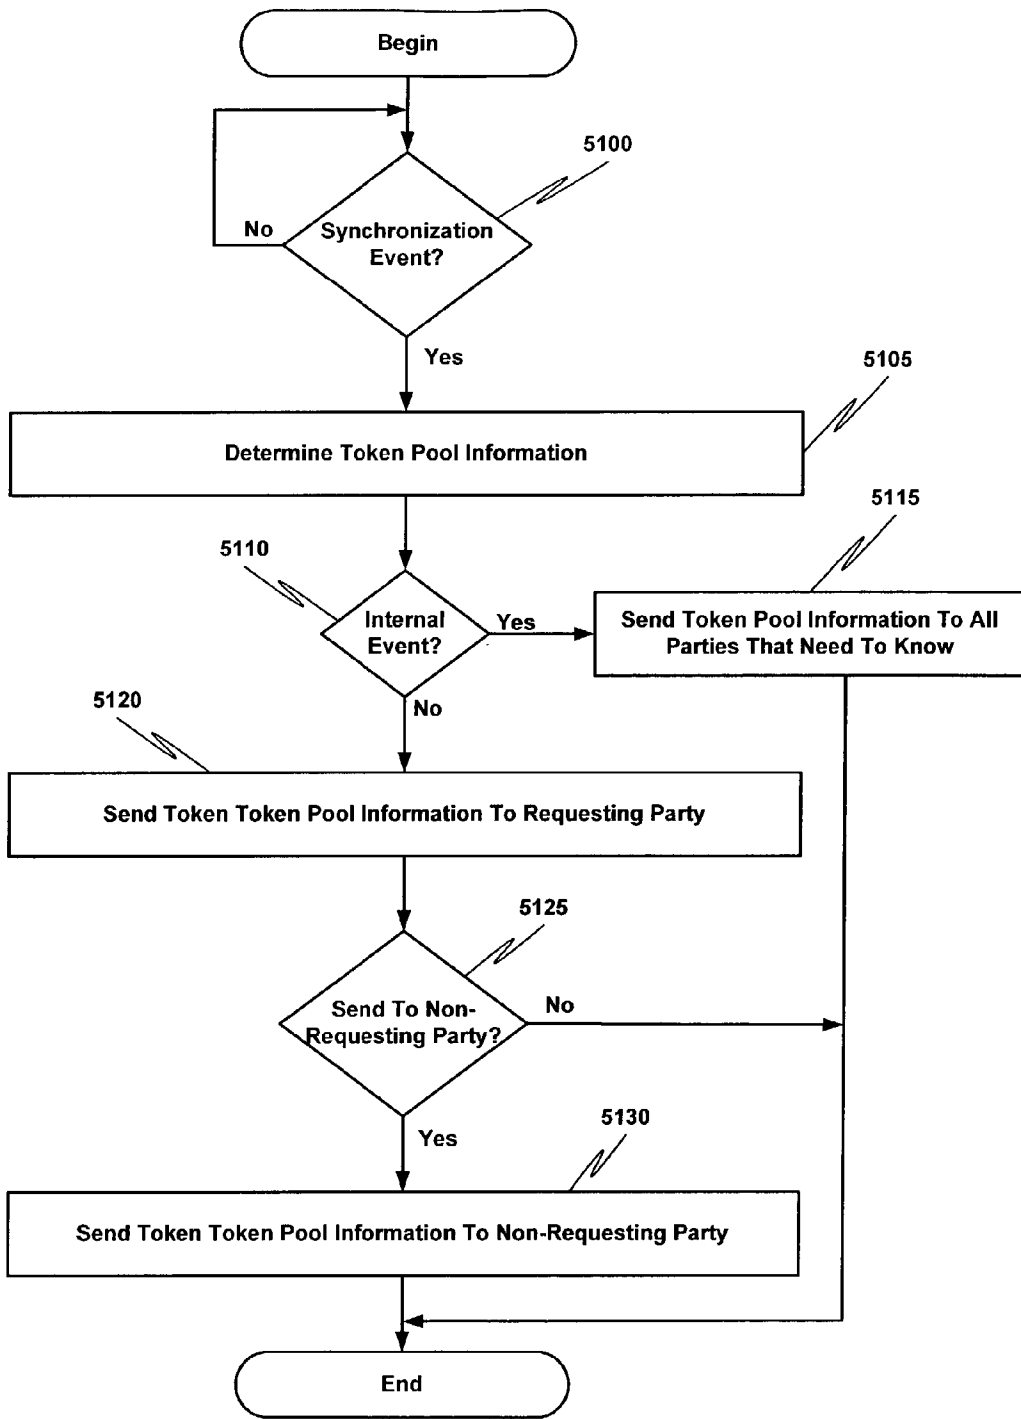 Begin
5100
Synchronization
Event?
No
Yes
5105
Determine Token Pool Information
5115
5110
Internal
Event?
Yes
Send Token Pool Information To All
Parties That Need To Know
No
5120
Send Token Token Pool Information To Requesting Party
5125
Send To Non-
Requesting Party?
No
Yes
5130
Send Token Token Pool Information To Non-Requesting Party
End